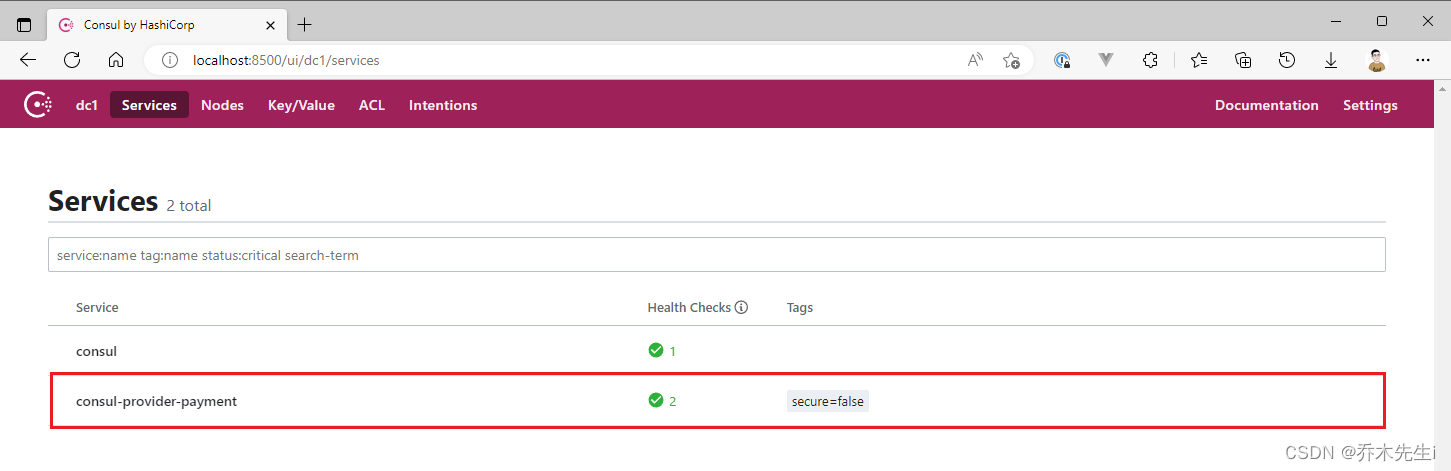 Consul by HashiCorp
localhost:8500/ui/dc1/services
dc1 Services Nodes Key/Value ACL Intentions Documentation Settings
Services 2 total
service:name tag:name status:critical search-term
Service Health Checks Tags
consul 1
consul-provider-payment 2 secure=false
CSDN @乔木先生i